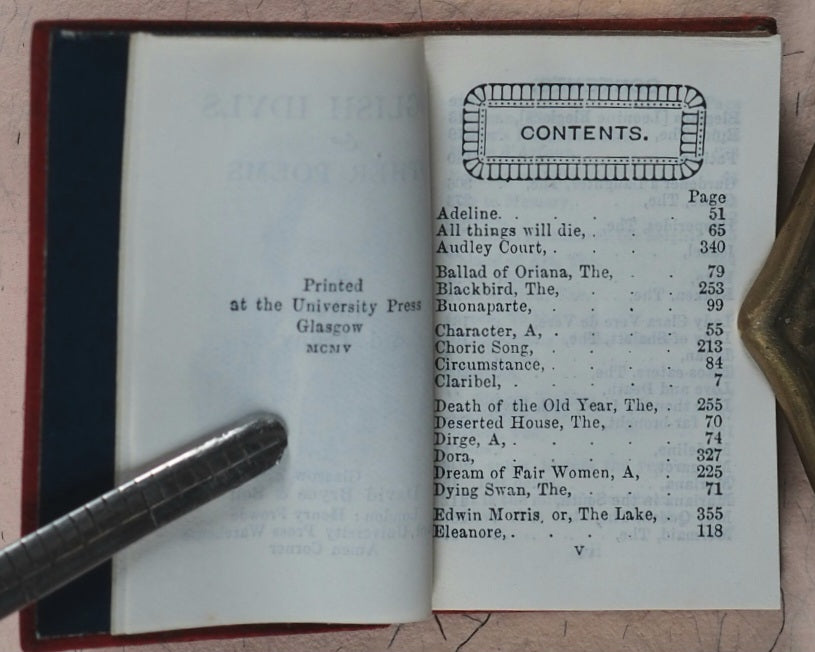 Printed
at the University Press
Glasgow
MCMV
CONTENTS.
Page
Adeline. . . . . . 51
All things will die, . . . 65
Audley Court, . . . . 340
Ballad of Oriana, The, . . 79
Blackbird, The, . . . . 253
Buonaparte, . . . . 99
Character, A, . . . . 55
Choric Song, . . . . 213
Circumstance, . . . . 84
Claribel, . . . . . 7
Death of the Old Year, The, . 255
Deserted House, The, . . 70
Dirge, A, . . . . . 74
Dora, . . . . . 327
Dream of Fair Women, A, 225
Dying Swan, The, . . 71
Edwin Morris, or, The Lake, . 355
Eleanore, . . . . . 118
V